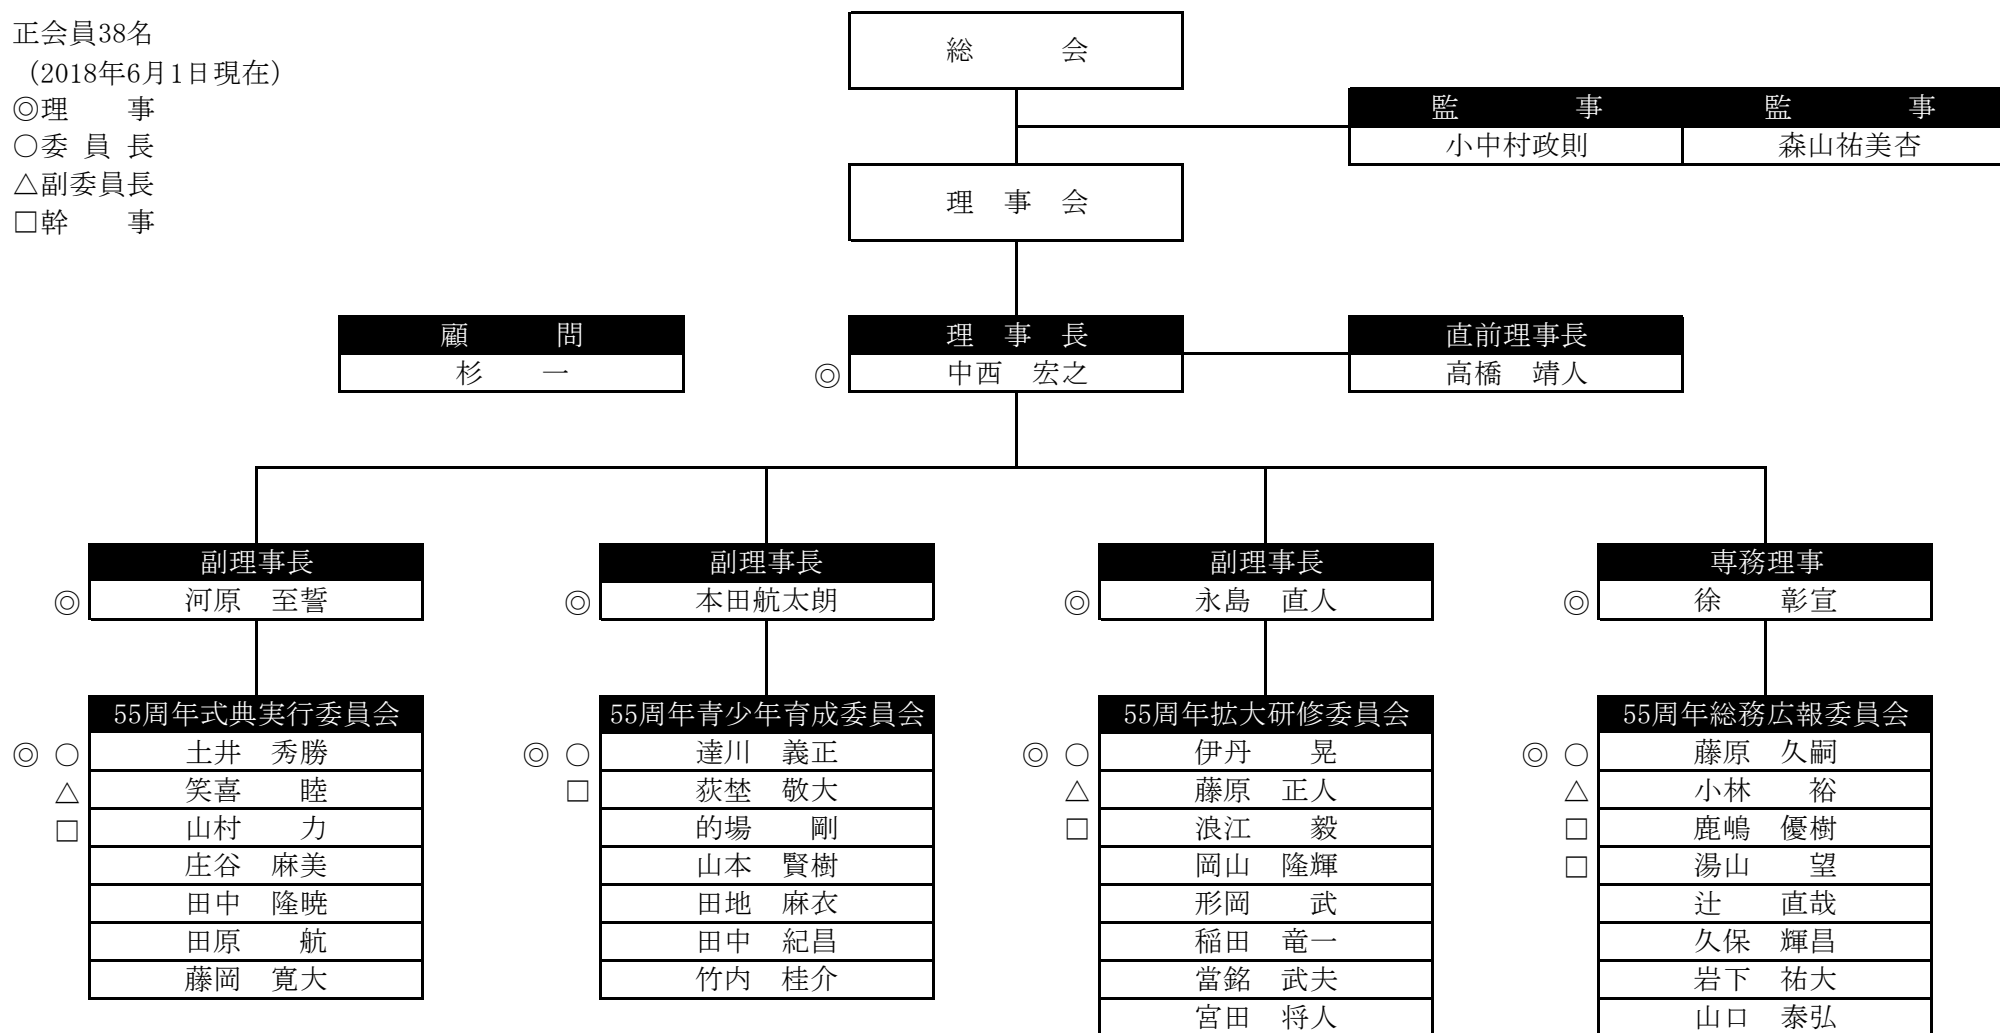 正会員38名
（2018年6月1日現在）
◎理　　事
○委 員 長
△副委員長
□幹　　事
総　　　会
監　　　　事　監　　　　事
小中村政則　森山祐美杏
理　事　会
顧　　　問
杉　　一
理　事　長
◎ 中西　宏之
直前理事長
高橋　靖人
副理事長
◎ 河原　至誓
副理事長
◎ 本田航太朗
副理事長
◎ 永島　直人
専務理事
◎ 徐　　彰宣
55周年式典実行委員会
◎ ○ 土井　秀勝
△ 笑喜　　睦
□ 山村　　力
庄谷　麻美
田中　隆暁
田原　　航
藤岡　寛大
55周年青少年育成委員会
◎ ○ 達川　義正
□ 荻埜　敬大
的場　　剛
山本　賢樹
田地　麻衣
田中　紀昌
竹内　桂介
55周年拡大研修委員会
◎ ○ 伊丹　　晃
△ 藤原　正人
□ 浪江　　毅
岡山　隆輝
形岡　　武
稲田　竜一
當銘　武夫
宮田　将人
55周年総務広報委員会
◎ ○ 藤原　久嗣
△ 小林　　裕
□ 鹿嶋　優樹
□ 湯山　　望
辻　　直哉
久保　輝昌
岩下　祐大
山口　泰弘